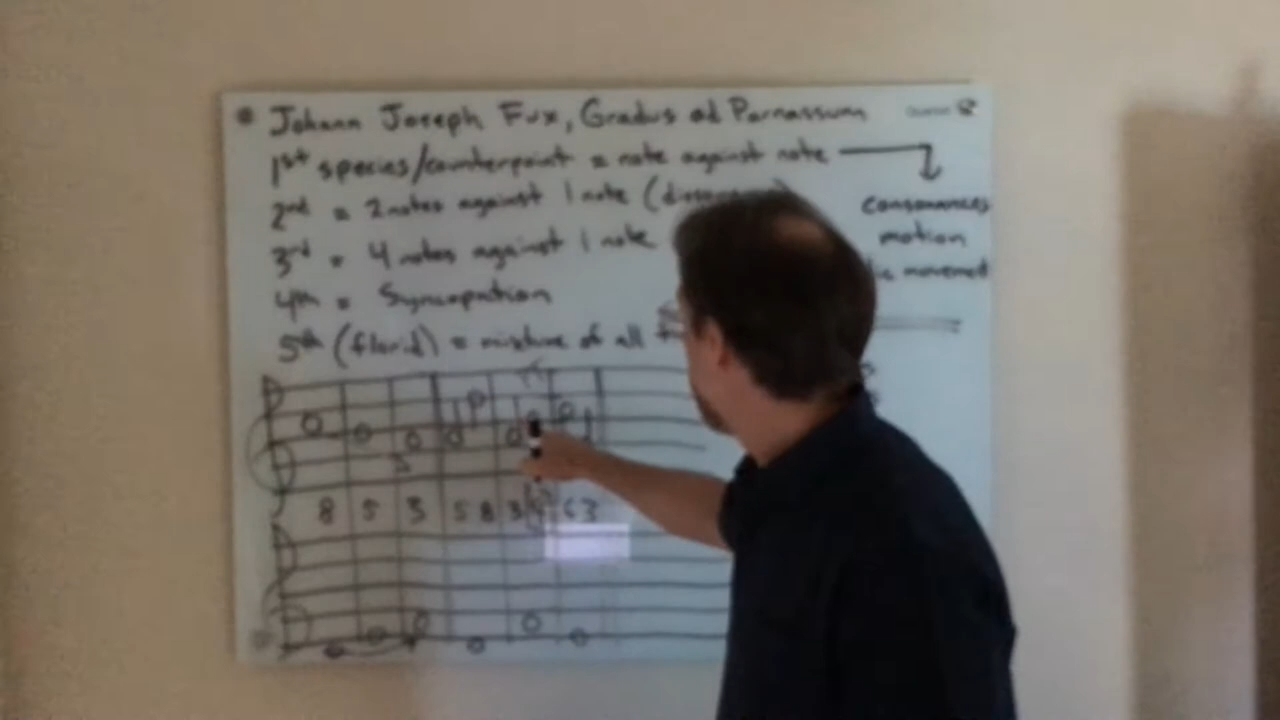 Johann Joseph Fux, Gradus ad Parnassum
1st species/counterpoint = note against note
consonances
motion
movement
2nd = 2 notes against 1 note
3rd = 4 notes against 1 note
4th = Syncopation
5th (florid) = mixture of all
8 5 3 5 8 3 6 3